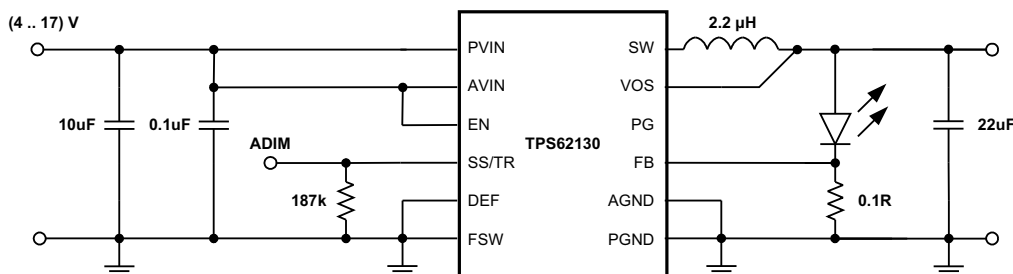 (4 .. 17) V
2.2 µH
PVIN
SW
AVIN
VOS
10uF
0.1uF
EN
TPS62130
PG
22uF
ADIM
SS/TR
FB
187k
DEF
AGND
0.1R
FSW
PGND